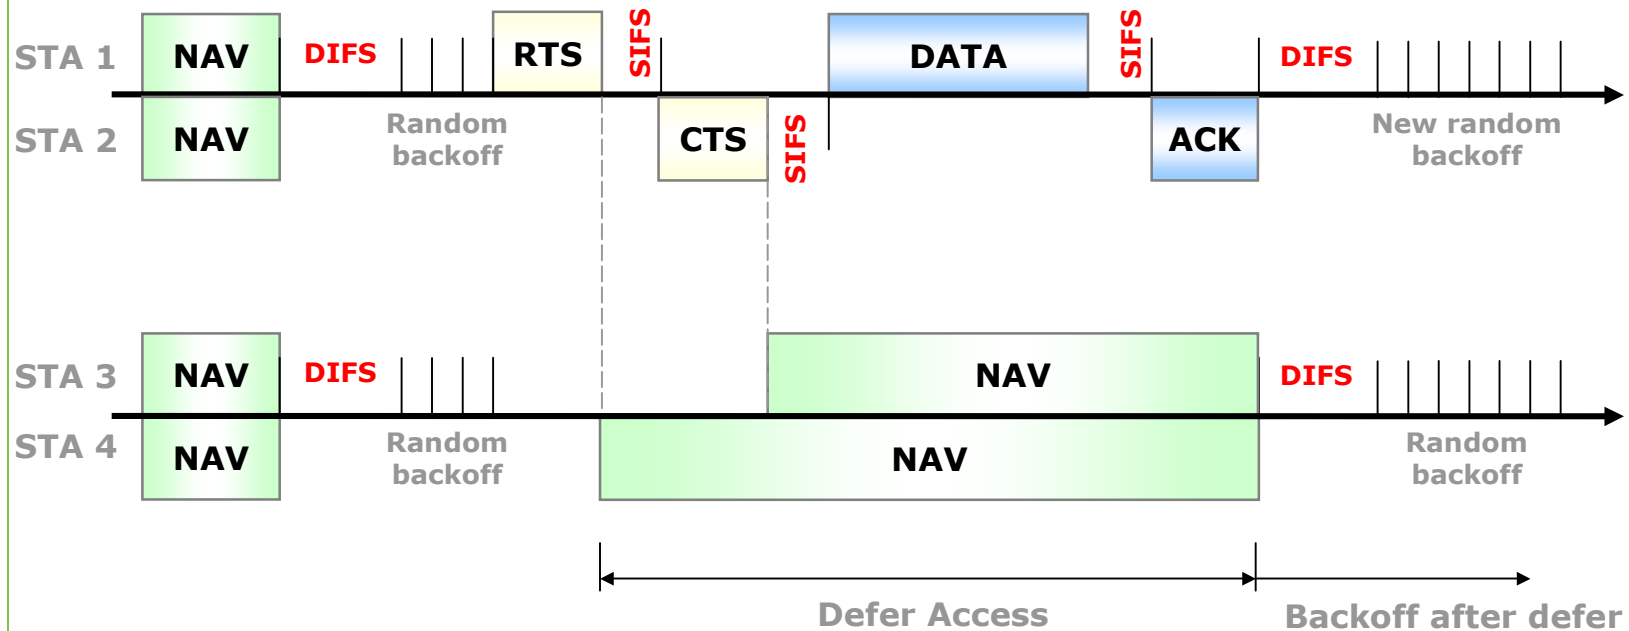 STA 1 NAV DIFS RTS SIFS DATA SIFS DIFS
STA 2 NAV Random CTS SIFS ACK New random
backoff backoff
STA 3 NAV DIFS NAV DIFS
STA 4 NAV Random NAV Random
backoff backoff
Defer Access Backoff after defer